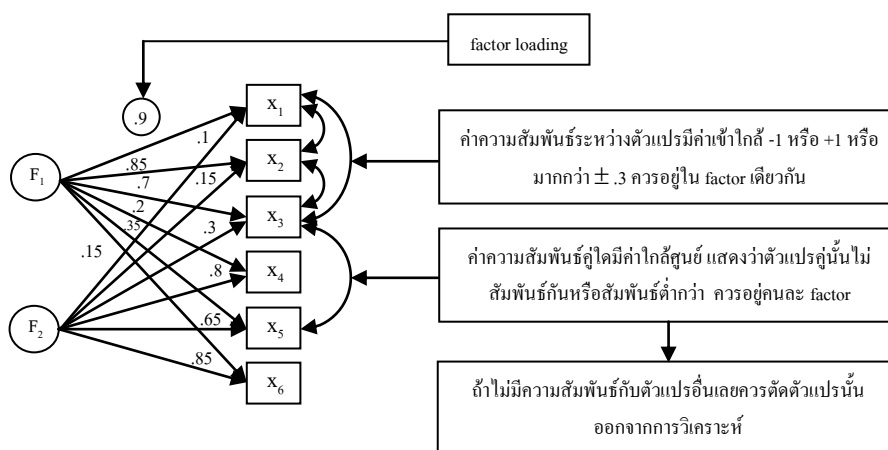 factor loading
.9
x1
.1
ค่าความสัมพันธ์ระหว่างตัวแปรมีค่าเข้าใกล้ -1 หรือ +1 หรือ
มากกว่า ± .3 ควรอยู่ใน factor เดียวกัน
.85
x2
F1
.15
.7
.2
x3
.35
.3
.15
ค่าความสัมพันธ์คู่ใดมีค่าใกล้ศูนย์ แสดงว่าตัวแปรคู่นั้นไม่
สัมพันธ์กันหรือสัมพันธ์ต่ำกว่า ควรอยู่คนละ factor
.8
x4
F2
.65
x5
.85
x6
ถ้าไม่มีความสัมพันธ์กับตัวแปรอื่นเลยควรตัดตัวแปรนั้น
ออกจากการวิเคราะห์